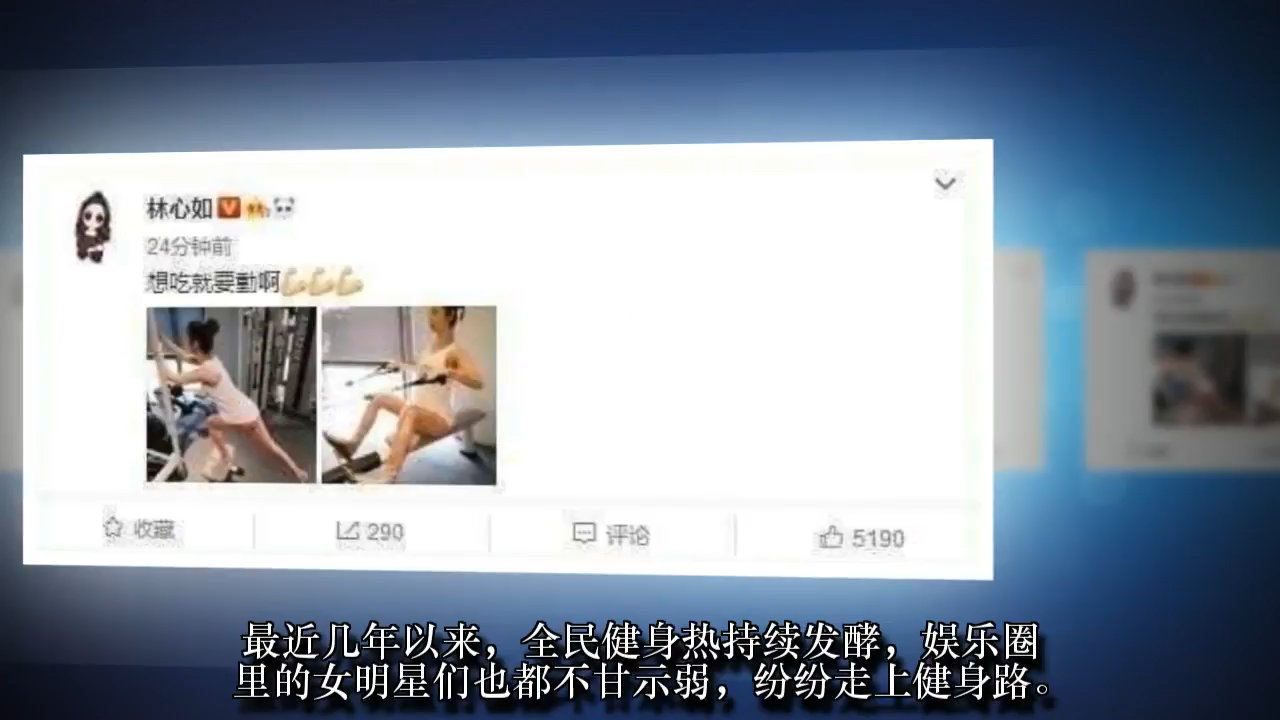 林心如
24分钟前
想吃就要動啊
收藏
290
评论
5190
最近几年以来，全民健身热持续发酵，娱乐圈
里的女明星们也都不甘示弱，纷纷走上健身路。